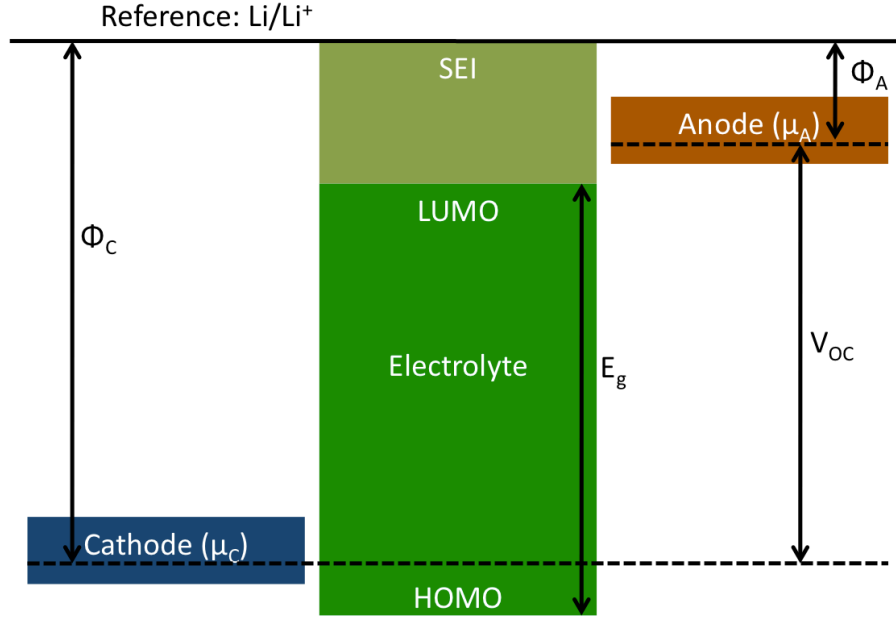 Reference: Li/Li⁺
SEI
Φ_A
Anode (μ_A)
LUMO
Φ_C
Electrolyte
E_g
V_OC
Cathode (μ_C)
HOMO